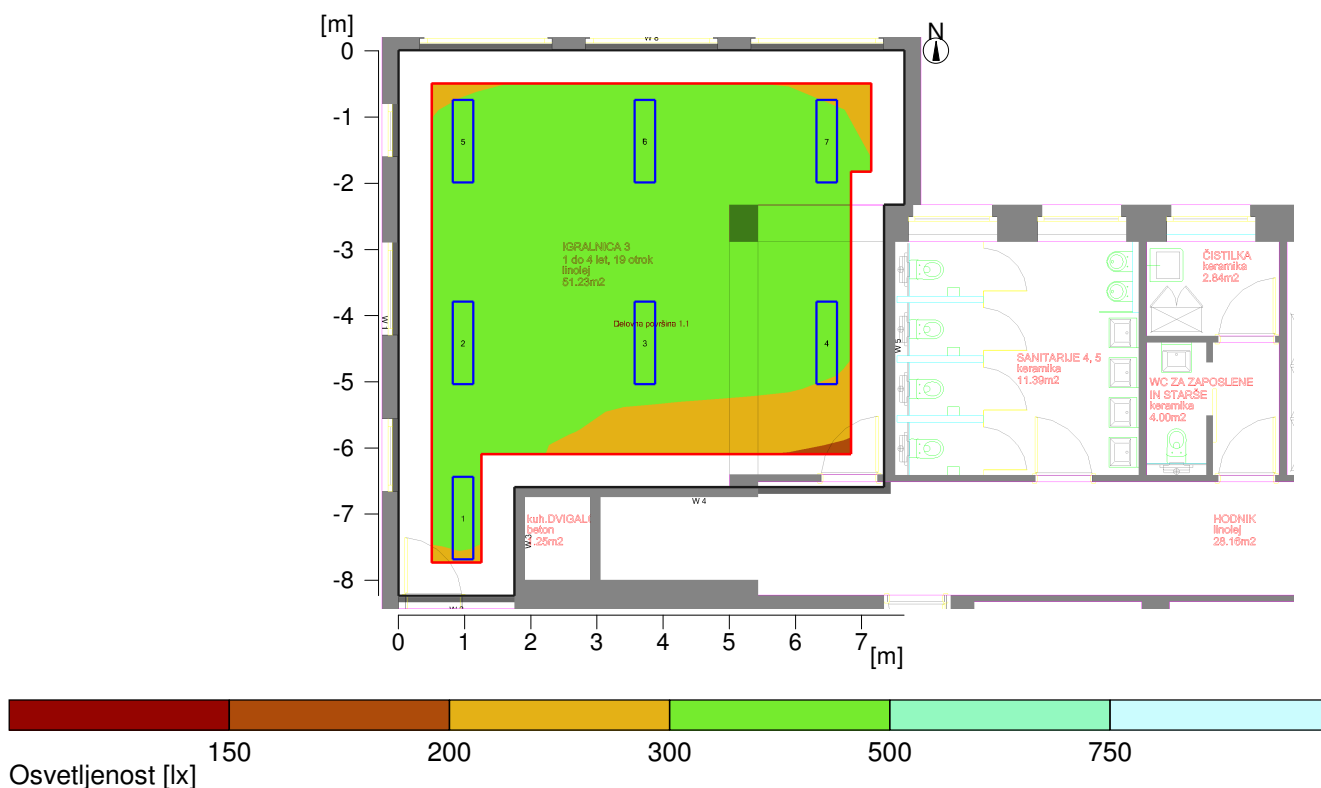 [m]
N
W 8
0
-1
-2
-3
-4
-5
-6
-7
-8
5
6
7
IGRALNICA 3
1 do 4 let, 19 otrok
linolej
51.23m2
ČISTILKA
keramika
2.84m2
W 1
2
3
4
Delovna površina 1.1
W 5
SANITARIJE 4, 5
keramika
11.39m2
WC ZA ZAPOSLENE
IN STARŠE
keramika
4.00m2
1
W 4
kuh.DVIGALO
beton
.25m2
W 3
HODNIK
linolej
28.16m2
W 2
0 1 2 3 4 5 6 7
[m]
150 200 300 500 750
Osvetljenost [lx]